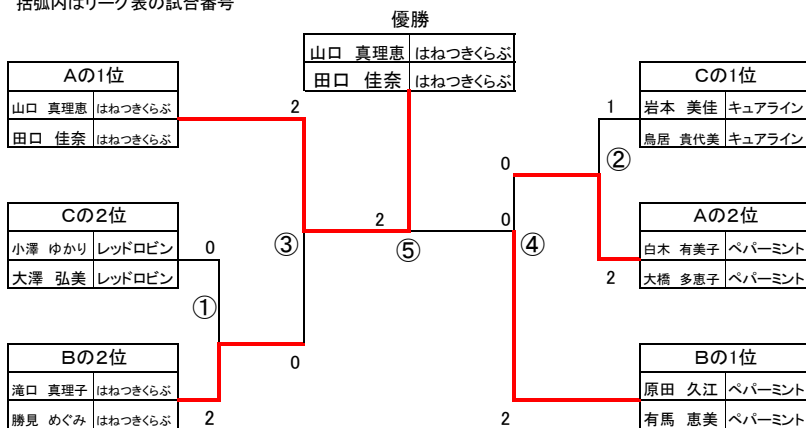 括弧内はリーグ表の試合番号
優勝
山口 真理恵 はねつきくらぶ
田口 佳奈 はねつきくらぶ
Aの1位
山口 真理恵 はねつきくらぶ
田口 佳奈 はねつきくらぶ
2
Cの1位
1
岩本 美佳 キュアライン
鳥居 貴代美 キュアライン
0
②
Cの2位
小澤 ゆかり レッドロビン
大澤 弘美 レッドロビン
0
③
2
⑤
0
④
Aの2位
白木 有美子 ペパーミント
大橋 多恵子 ペパーミント
2
①
Bの2位
滝口 真理子 はねつきくらぶ
勝見 めぐみ はねつきくらぶ
2
0
Bの1位
原田 久江 ペパーミント
有馬 恵美 ペパーミント
2